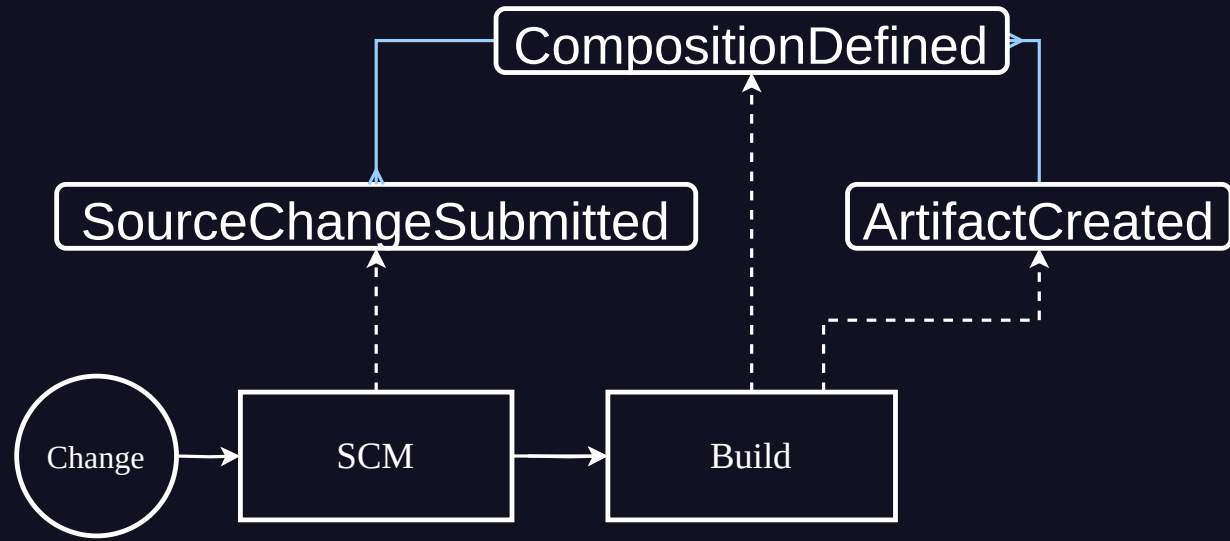 CompositionDefined
SourceChangeSubmitted
ArtifactCreated
Change
SCM
Build